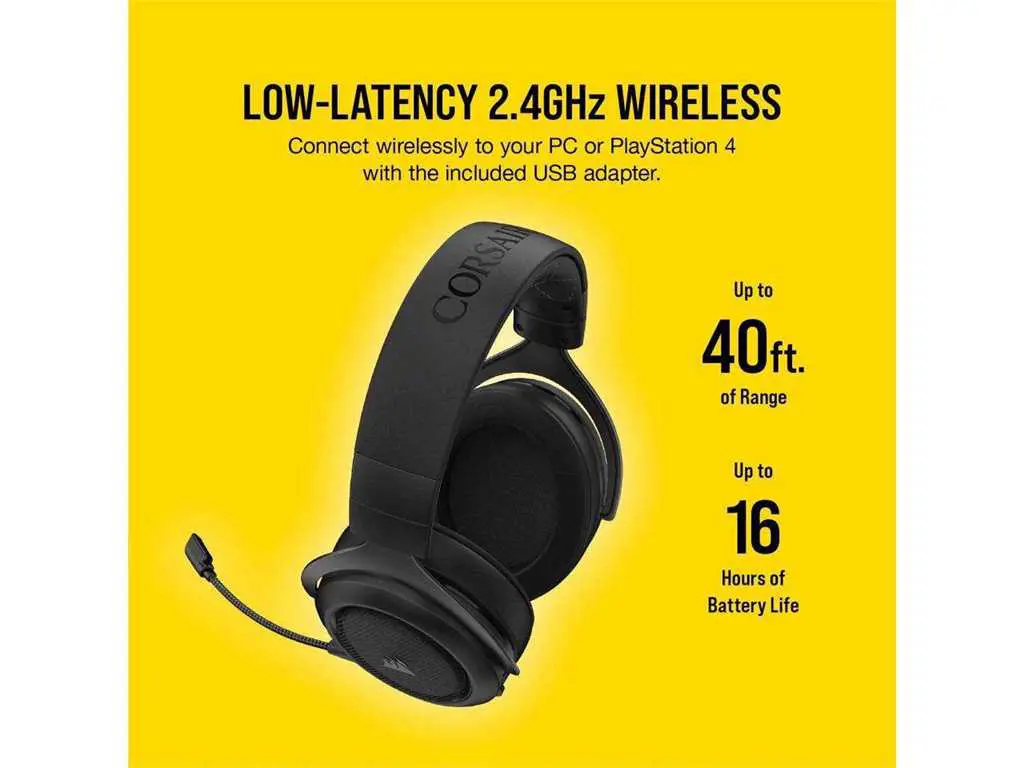 LOW-LATENCY 2.4GHz WIRELESS
Connect wirelessly to your PC or PlayStation 4
with the included USB adapter.
CORSAIR
Up to
40ft.
of Range
Up to
16
Hours of
Battery Life